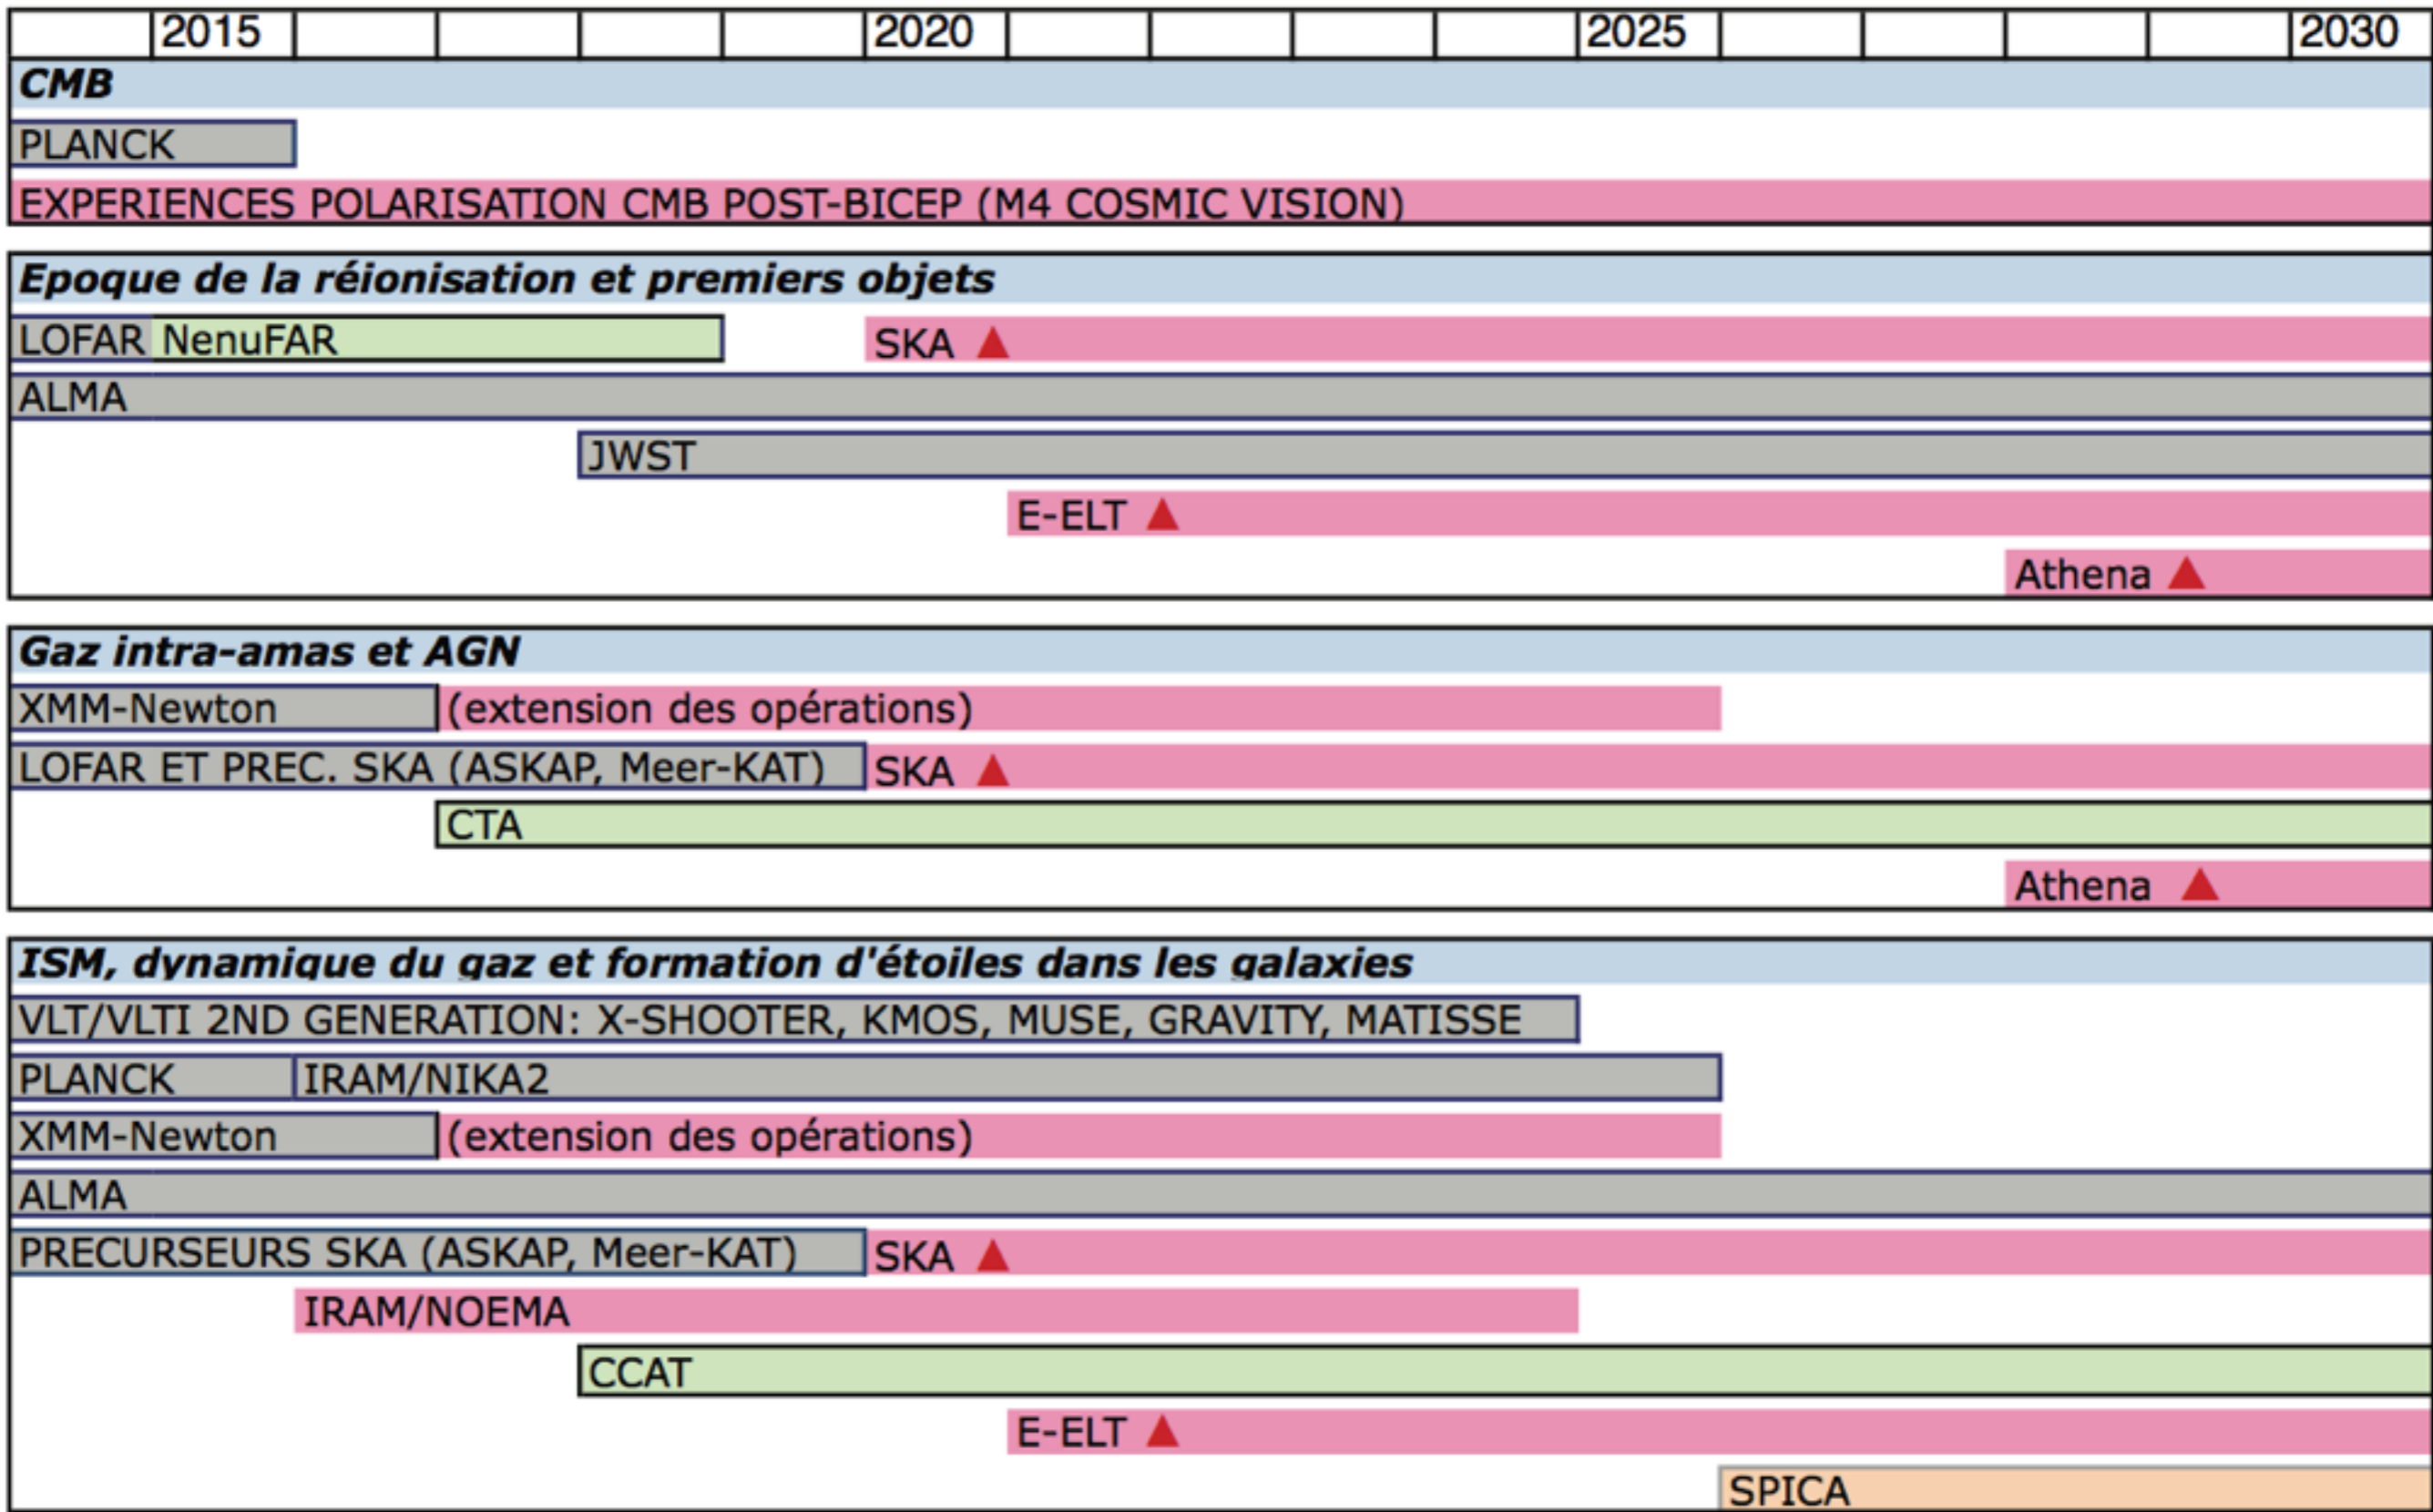 2015 2020 2025 2030
CMB
PLANCK
EXPERIENCES POLARISATION CMB POST-BICEP (M4 COSMIC VISION)
Epoque de la réionisation et premiers objets
LOFAR NenuFAR SKA
ALMA
JWST
E-ELT
Athena
Gaz intra-amas et AGN
XMM-Newton (extension des opérations)
LOFAR ET PREC. SKA (ASKAP, Meer-KAT) SKA
CTA
Athena
ISM, dynamique du gaz et formation d'étoiles dans les galaxies
VLT/VLTI 2ND GENERATION: X-SHOOTER, KMOS, MUSE, GRAVITY, MATISSE
PLANCK IRAM/NIKA2
XMM-Newton (extension des opérations)
ALMA
PRECURSEURS SKA (ASKAP, Meer-KAT) SKA
IRAM/NOEMA
CCAT
E-ELT
SPICA